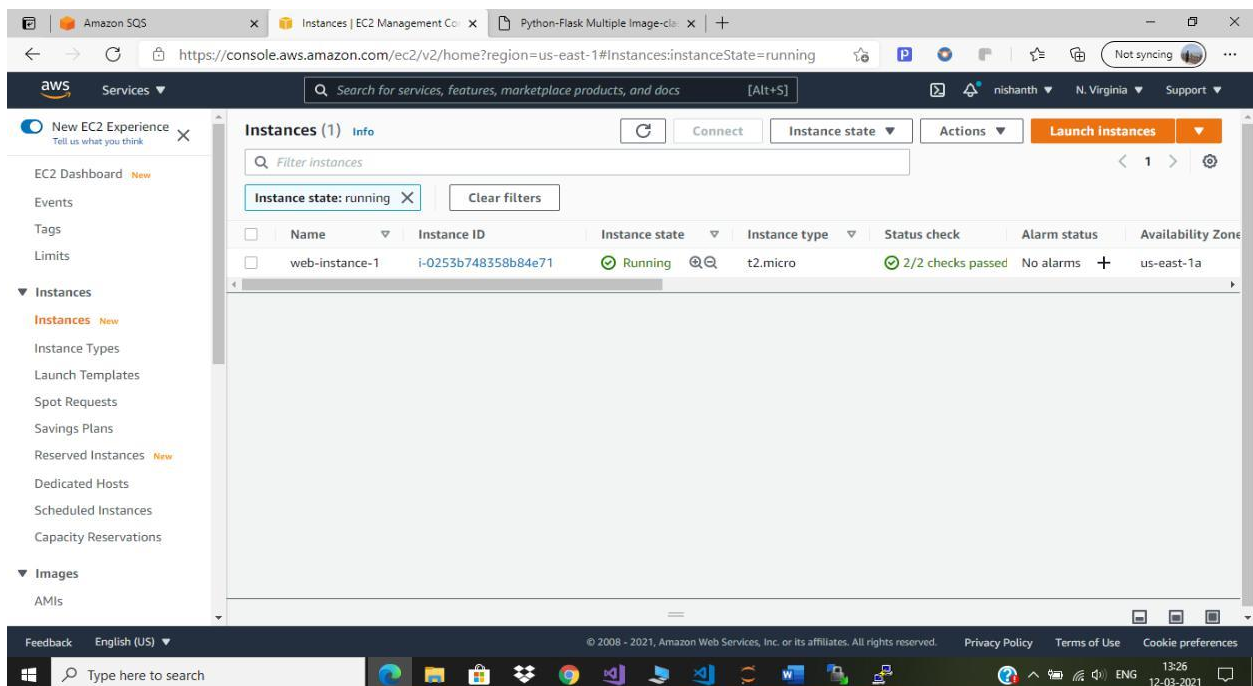 Amazon SQS
Instances | EC2 Management Co
Python-Flask Multiple Image-cla
https://console.aws.amazon.com/ec2/v2/home?region=us-east-1#Instances:instanceState=running
Not syncing
aws
Services
Search for services, features, marketplace products, and docs
[Alt+S]
nishanth
N. Virginia
Support
New EC2 Experience
Tell us what you think
EC2 Dashboard New
Events
Tags
Limits
Instances
Instances New
Instance Types
Launch Templates
Spot Requests
Savings Plans
Reserved Instances New
Dedicated Hosts
Scheduled Instances
Capacity Reservations
Images
AMIs
Instances (1) Info
Connect
Instance state
Actions
Launch instances
Filter instances
1
Instance state: running
Clear filters
Name Instance ID Instance state Instance type Status check Alarm status Availability Zone
web-instance-1 i-0253b748358b84e71 Running t2.micro 2/2 checks passed No alarms + us-east-1a
Feedback English (US) © 2008 - 2021, Amazon Web Services, Inc. or its affiliates. All rights reserved. Privacy Policy Terms of Use Cookie preferences
Type here to search
ENG
13:26
12-03-2021